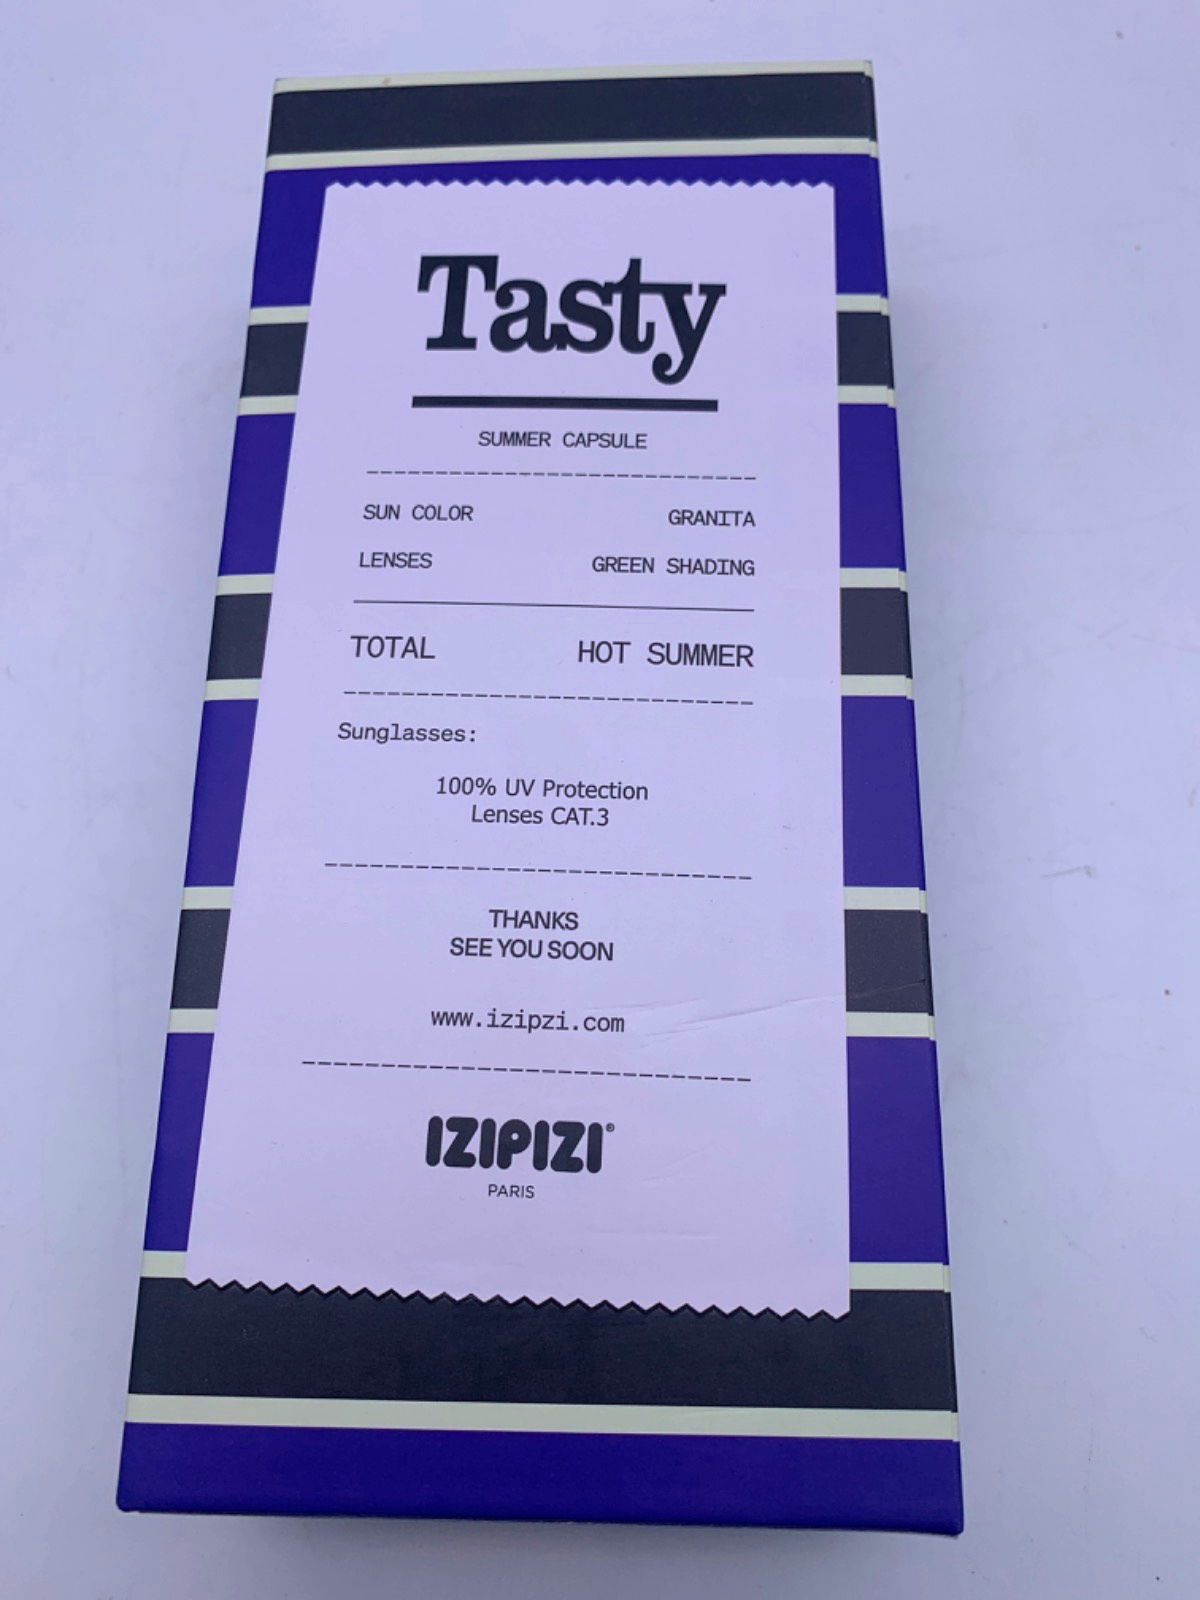 Tasty
SUMMER CAPSULE
SUN COLOR GRANITA
LENSES GREEN SHADING
TOTAL HOT SUMMER
Sunglasses:
100% UV Protection
Lenses CAT.3
THANKS
SEE YOU SOON
www.izipzi.com
IZIPIZI®
PARIS